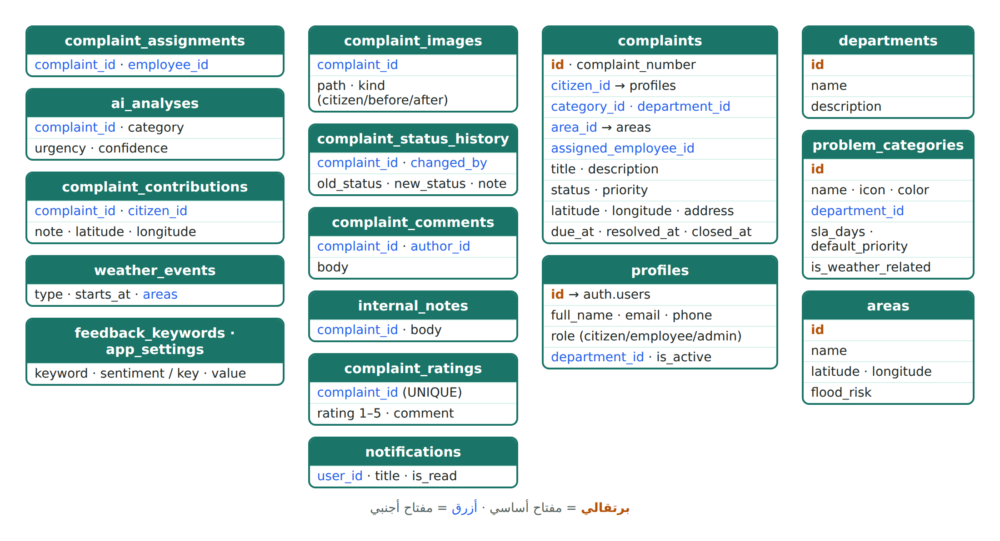 complaint_assignments
complaint_id · employee_id
ai_analyses
complaint_id · category
urgency · confidence
complaint_contributions
complaint_id · citizen_id
note · latitude · longitude
weather_events
type · starts_at · areas
feedback_keywords ·
app_settings
keyword · sentiment / key · value
complaint_images
complaint_id
path · kind
(citizen/before/after)
complaint_status_history
complaint_id · changed_by
old_status · new_status · note
complaint_comments
complaint_id · author_id
body
internal_notes
complaint_id · body
complaint_ratings
complaint_id (UNIQUE)
rating 1–5 · comment
notifications
user_id · title · is_read
complaints
id · complaint_number
citizen_id → profiles
category_id · department_id
area_id → areas
assigned_employee_id
title · description
status · priority
latitude · longitude · address
due_at · resolved_at · closed_at
profiles
id → auth.users
full_name · email · phone
role (citizen/employee/admin)
department_id · is_active
departments
id
name
description
problem_categories
id
name · icon · color
department_id
sla_days ·
default_priority
is_weather_related
areas
id
name
latitude · longitude
flood_risk
برتقالي = مفتاح أساسي · أزرق = مفتاح أجنبي